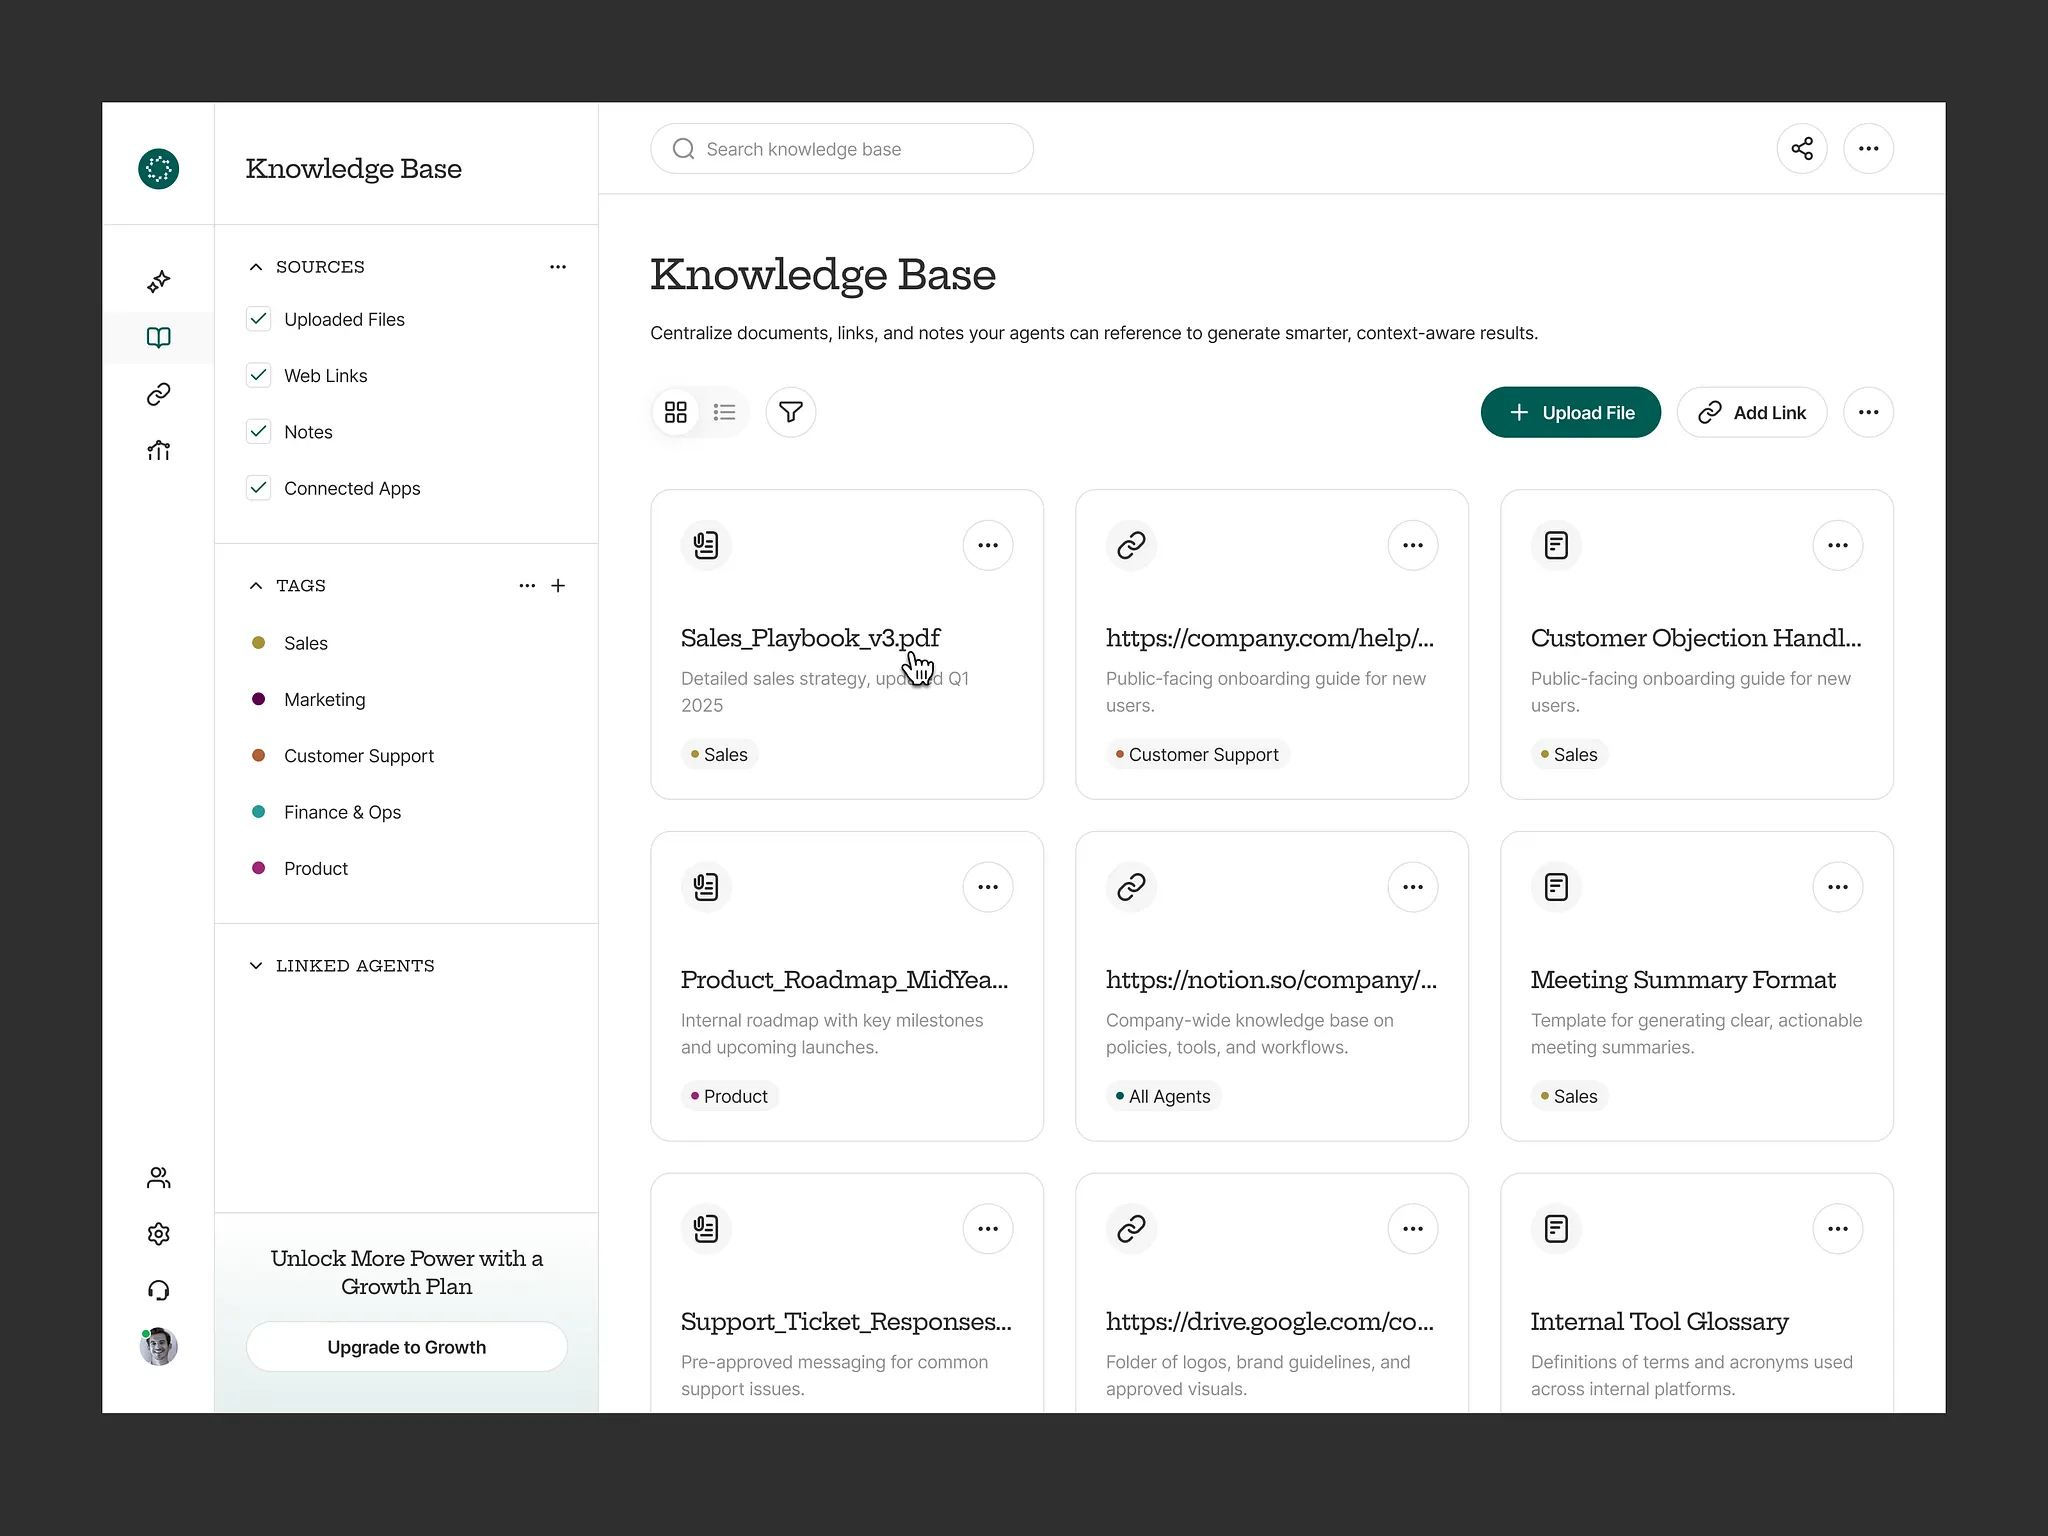 Knowledge Base
SOURCES
Uploaded Files
Web Links
Notes
Connected Apps
TAGS
Sales
Marketing
Customer Support
Finance & Ops
Product
LINKED AGENTS
Unlock More Power with a
Growth Plan
Upgrade to Growth
Search knowledge base
Knowledge Base
Centralize documents, links, and notes your agents can reference to generate smarter, context-aware results.
Upload File
Add Link
Sales_Playbook_v3.pdf
Detailed sales strategy, updated Q1
2025
Sales
https://company.com/help/...
Public-facing onboarding guide for new
users.
Customer Support
Customer Objection Handl...
Public-facing onboarding guide for new
users.
Sales
Product_Roadmap_MidYea...
Internal roadmap with key milestones
and upcoming launches.
Product
https://notion.so/company/...
Company-wide knowledge base on
policies, tools, and workflows.
All Agents
Meeting Summary Format
Template for generating clear, actionable
meeting summaries.
Sales
Support_Ticket_Responses...
Pre-approved messaging for common
support issues.
https://drive.google.com/co...
Folder of logos, brand guidelines, and
approved visuals.
Internal Tool Glossary
Definitions of terms and acronyms used
across internal platforms.